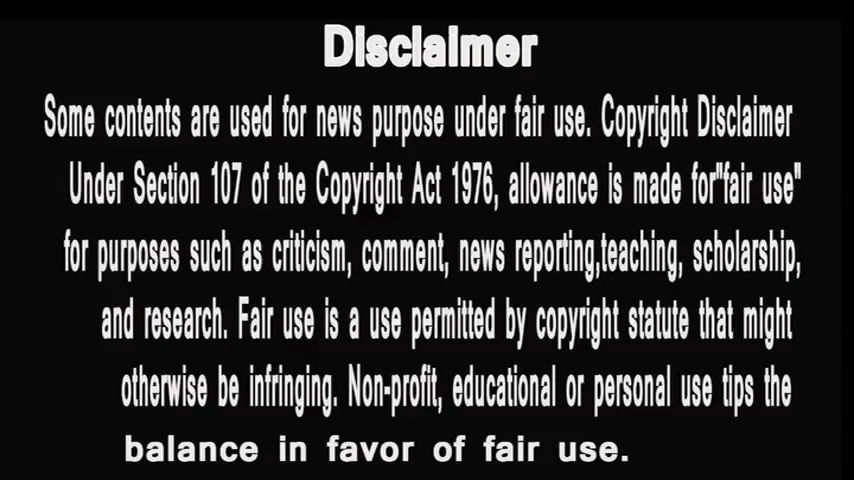 Disclaimer
Some contents are used for news purpose under fair use. Copyright Disclaimer
Under Section 107 of the Copyright Act 1976, allowance is made for"fair use"
for purposes such as criticism, comment, news reporting,teaching, scholarship,
and research. Fair use is a use permitted by copyright statute that might
otherwise be infringing. Non-profit, educational or personal use tips the
balance in favor of fair use.